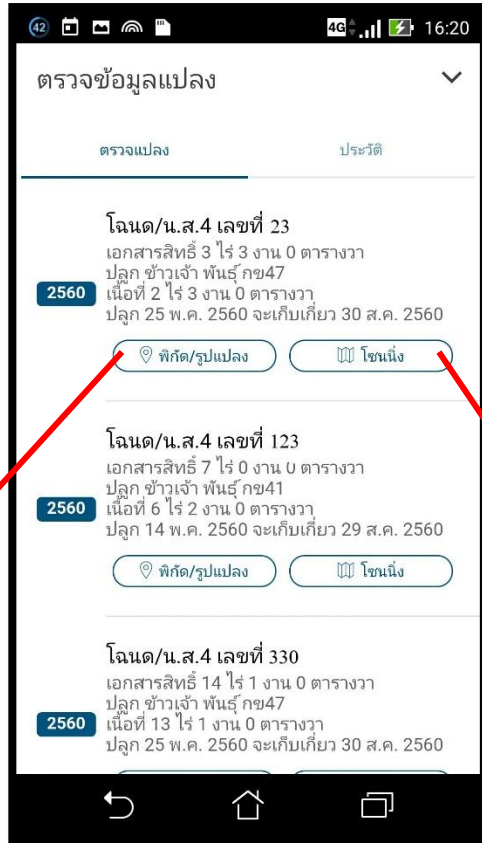 42 4G 16:20
ตรวจข้อมูลแปลง
ตรวจแปลง ประวัติ
โฉนด/น.ส.4 เลขที่ 23
เอกสารสิทธิ์ 3 ไร่ 3 งาน 0 ตารางวา
ปลูก ข้าวเจ้า พันธุ์ กข47
2560 เนื้อที่ 2 ไร่ 3 งาน 0 ตารางวา
ปลูก 25 พ.ค. 2560 จะเก็บเกี่ยว 30 ส.ค. 2560
พิกัด/รูปแปลง โซนนิ่ง
โฉนด/น.ส.4 เลขที่ 123
เอกสารสิทธิ์ 7 ไร่ 0 งาน 0 ตารางวา
ปลูก ข้าวเจ้า พันธุ์ กข41
2560 เนื้อที่ 6 ไร่ 2 งาน 0 ตารางวา
ปลูก 14 พ.ค. 2560 จะเก็บเกี่ยว 29 ส.ค. 2560
พิกัด/รูปแปลง โซนนิ่ง
โฉนด/น.ส.4 เลขที่ 330
เอกสารสิทธิ์ 14 ไร่ 1 งาน 0 ตารางวา
ปลูก ข้าวเจ้า พันธุ์ กข47
2560 เนื้อที่ 13 ไร่ 1 งาน 0 ตารางวา
ปลูก 25 พ.ค. 2560 จะเก็บเกี่ยว 30 ส.ค. 2560